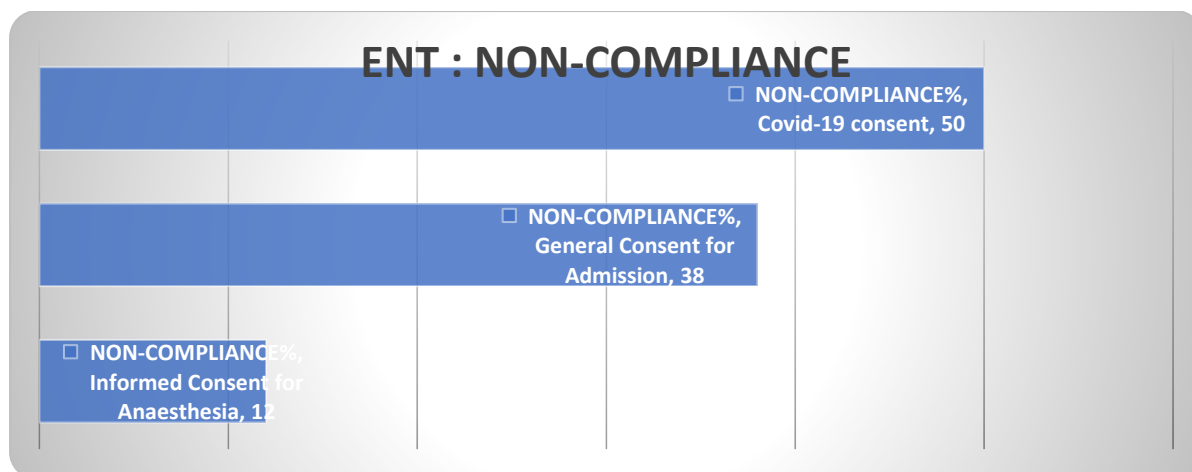 ENT : NON-COMPLIANCE
NON-COMPLIANCE%,
Covid-19 consent, 50
NON-COMPLIANCE%,
General Consent for
Admission, 38
NON-COMPLIANCE%,
Informed Consent for
Anaesthesia, 12